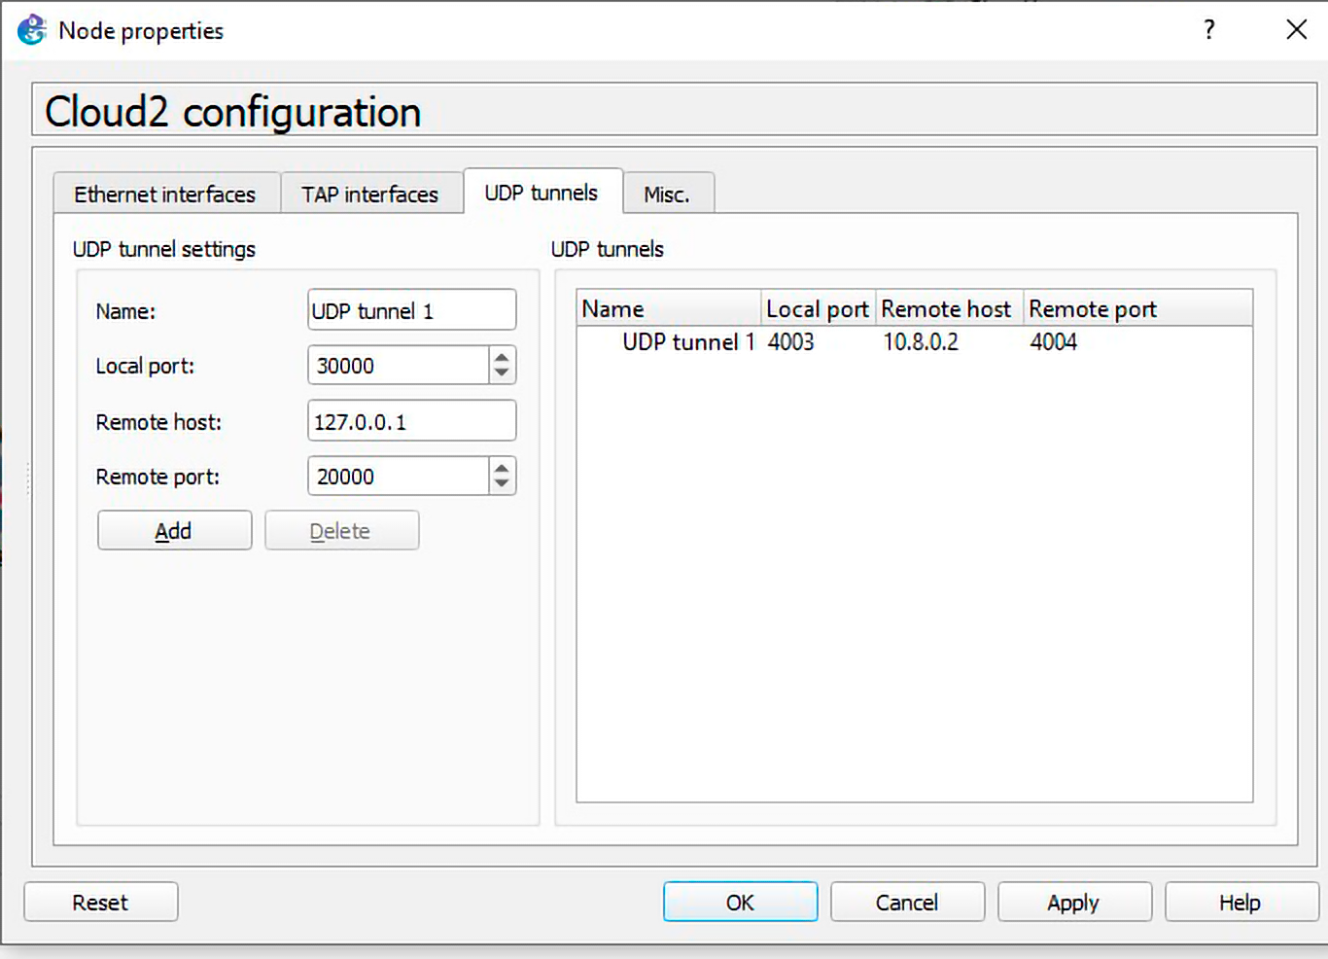 Node properties
?
Cloud2 configuration
Ethernet interfaces TAP interfaces UDP tunnels Misc.
UDP tunnel settings
Name: UDP tunnel 1
Local port: 30000
Remote host: 127.0.0.1
Remote port: 20000
Add Delete
UDP tunnels
Name Local port Remote host Remote port
UDP tunnel 1 4003 10.8.0.2 4004
Reset OK Cancel Apply Help